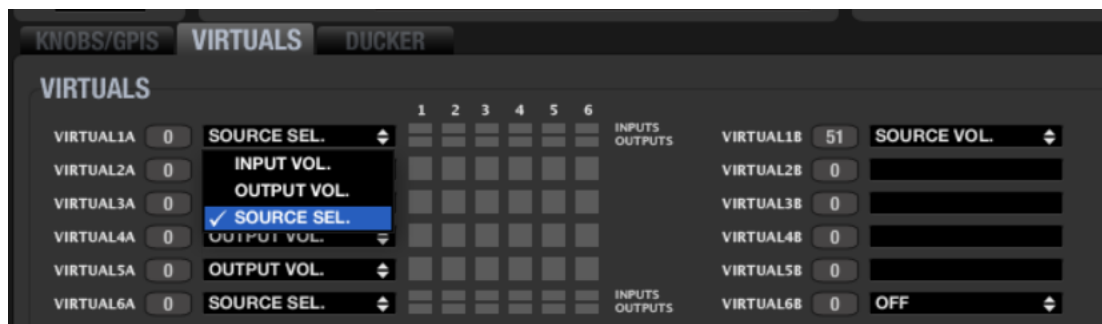 KNOBS/GPIS VIRTUALS DUCKER
VIRTUALS
1 2 3 4 5 6
VIRTUAL1A 0 SOURCE SEL. INPUTS OUTPUTS VIRTUAL1B 51 SOURCE VOL.
VIRTUAL2A 0 INPUT VOL. VIRTUAL2B 0
OUTPUT VOL.
VIRTUAL3A 0 ✓ SOURCE SEL. VIRTUAL3B 0
VIRTUAL4A 0 OUTPUT VOL. VIRTUAL4B 0
VIRTUAL5A 0 OUTPUT VOL. VIRTUAL5B 0
VIRTUAL6A 0 SOURCE SEL. INPUTS OUTPUTS VIRTUAL6B 0 OFF